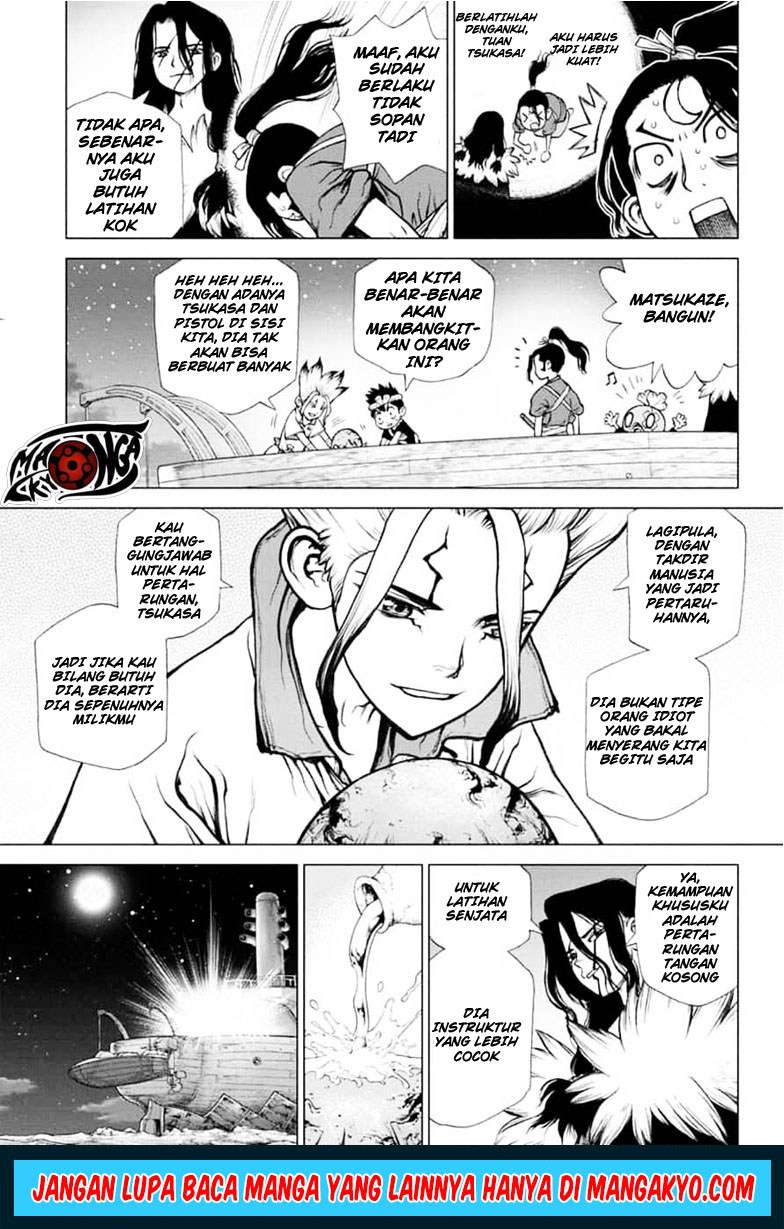 BERLATIHLAH
DENGANKU,
TUAN
TSUKASA!
AKU HARUS
JADI LEBIH
KUAT!
MAAF, AKU
SUDAH
BERLAKU
TIDAK
SOPAN
TADI
TIDAK APA,
SEBENAR-
NYA AKU
JUGA
BUTUH
LATIHAN
KOK
MATSUKAZE,
BANGUN!
APA KITA
BENAR-BENAR
AKAN
MEMBANGKIT-
KAN ORANG
INI?
HEH HEH HEH...
DENGAN ADANYA
TSUKASA DAN
PISTOL DI SISI
KITA, DIA TAK
AKAN BISA
BERBUAT BANYAK
MANGA
KYO
LAGIPULA,
DENGAN
TAKDIR
MANUSIA
YANG JADI
PERTARU-
HANNYA,
DIA BUKAN TIPE
ORANG IDIOT
YANG BAKAL
MENYERANG KITA
BEGITU SAJA
KAU
BERTANG-
GUNGJAWAB
UNTUK HAL
PERTA-
RUNGAN,
TSUKASA
JADI JIKA KAU
BILANG BUTUH
DIA, BERARTI
DIA SEPENUHNYA
MILIKMU
YA,
KEMAMPUAN
KHUSUSKU
ADALAH
PERTA-
RUNGAN
TANGAN
KOSONG
UNTUK
LATIHAN
SENJATA
DIA
INSTRUKTUR
YANG LEBIH
COCOK
JANGAN LUPA BACA MANGA YANG LAINNYA HANYA DI MANGAKYO.COM